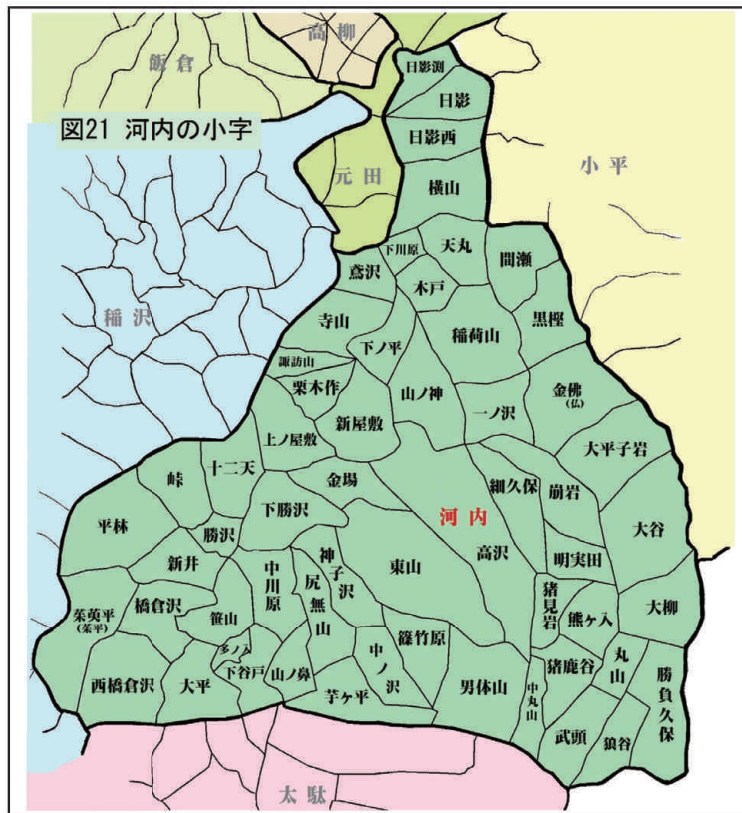 高柳
飯倉
図21 河内の小字
日影渕
日影
日影西
元田
小平
横山
下川原
天丸
間瀬
鳶沢
木戸
稲沢
寺山
下ノ平
稲荷山
黒樫
諏訪山
栗木作
山ノ神
金佛
(仏)
新屋敷
一ノ沢
上ノ屋敷
大平子岩
峠
十二天
金場
細久保
崩岩
平林
下勝沢
河内
大谷
勝沢
高沢
新井
中川原
尻無山
神子沢
東山
明実田
茱萸平
(茱平)
橋倉沢
笹山
猪見岩
熊ヶ入
大柳
多ノ入
篠竹原
丸山
勝負久保
西橋倉沢
大平
下谷戸
山ノ鼻
芋ヶ平
中ノ沢
男体山
中丸山
猪鹿谷
武頭
狼谷
太駄